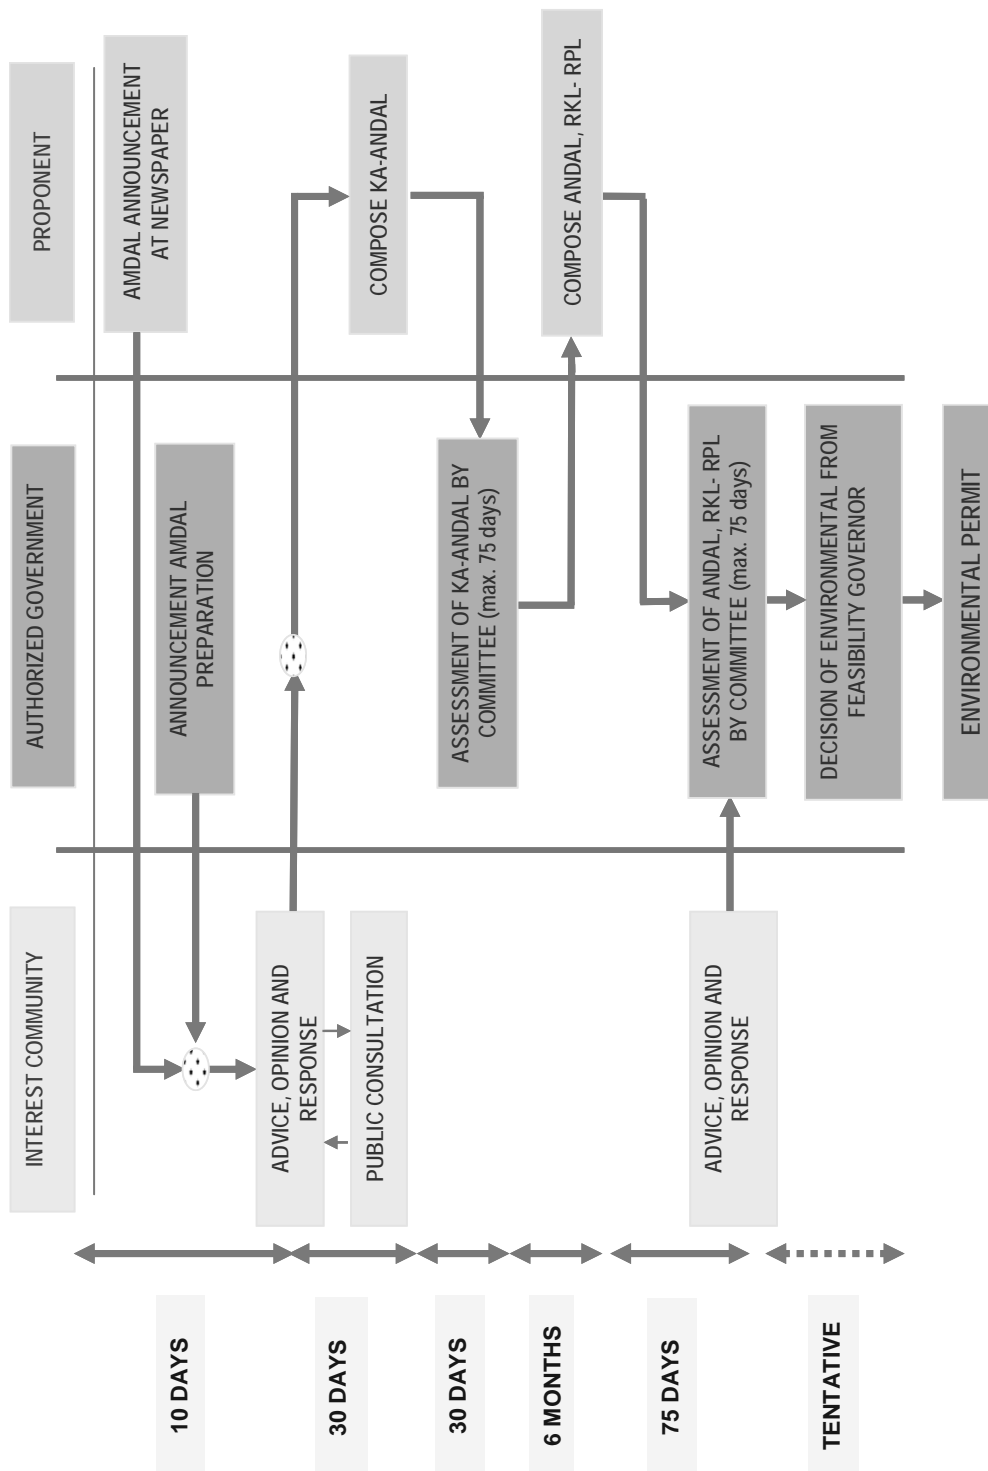 PROPONENT
AUTHORIZED GOVERNMENT
INTEREST COMMUNITY
AMDAL ANNOUNCEMENT
AT NEWSPAPER
ANNOUNCEMENT AMDAL
PREPARATION
10 DAYS
ADVICE, OPINION AND
RESPONSE
PUBLIC CONSULTATION
COMPOSE KA-ANDAL
30 DAYS
ASSESSMENT OF KA-ANDAL BY
COMMITTEE (max. 75 days)
30 DAYS
COMPOSE ANDAL, RKL- RPL
6 MONTHS
ADVICE, OPINION AND
RESPONSE
ASSESSMENT OF ANDAL, RKL- RPL
BY COMMITTEE (max. 75 days)
75 DAYS
DECISION OF ENVIRONMENTAL FROM
FEASIBILITY GOVERNOR
TENTATIVE
ENVIRONMENTAL PERMIT